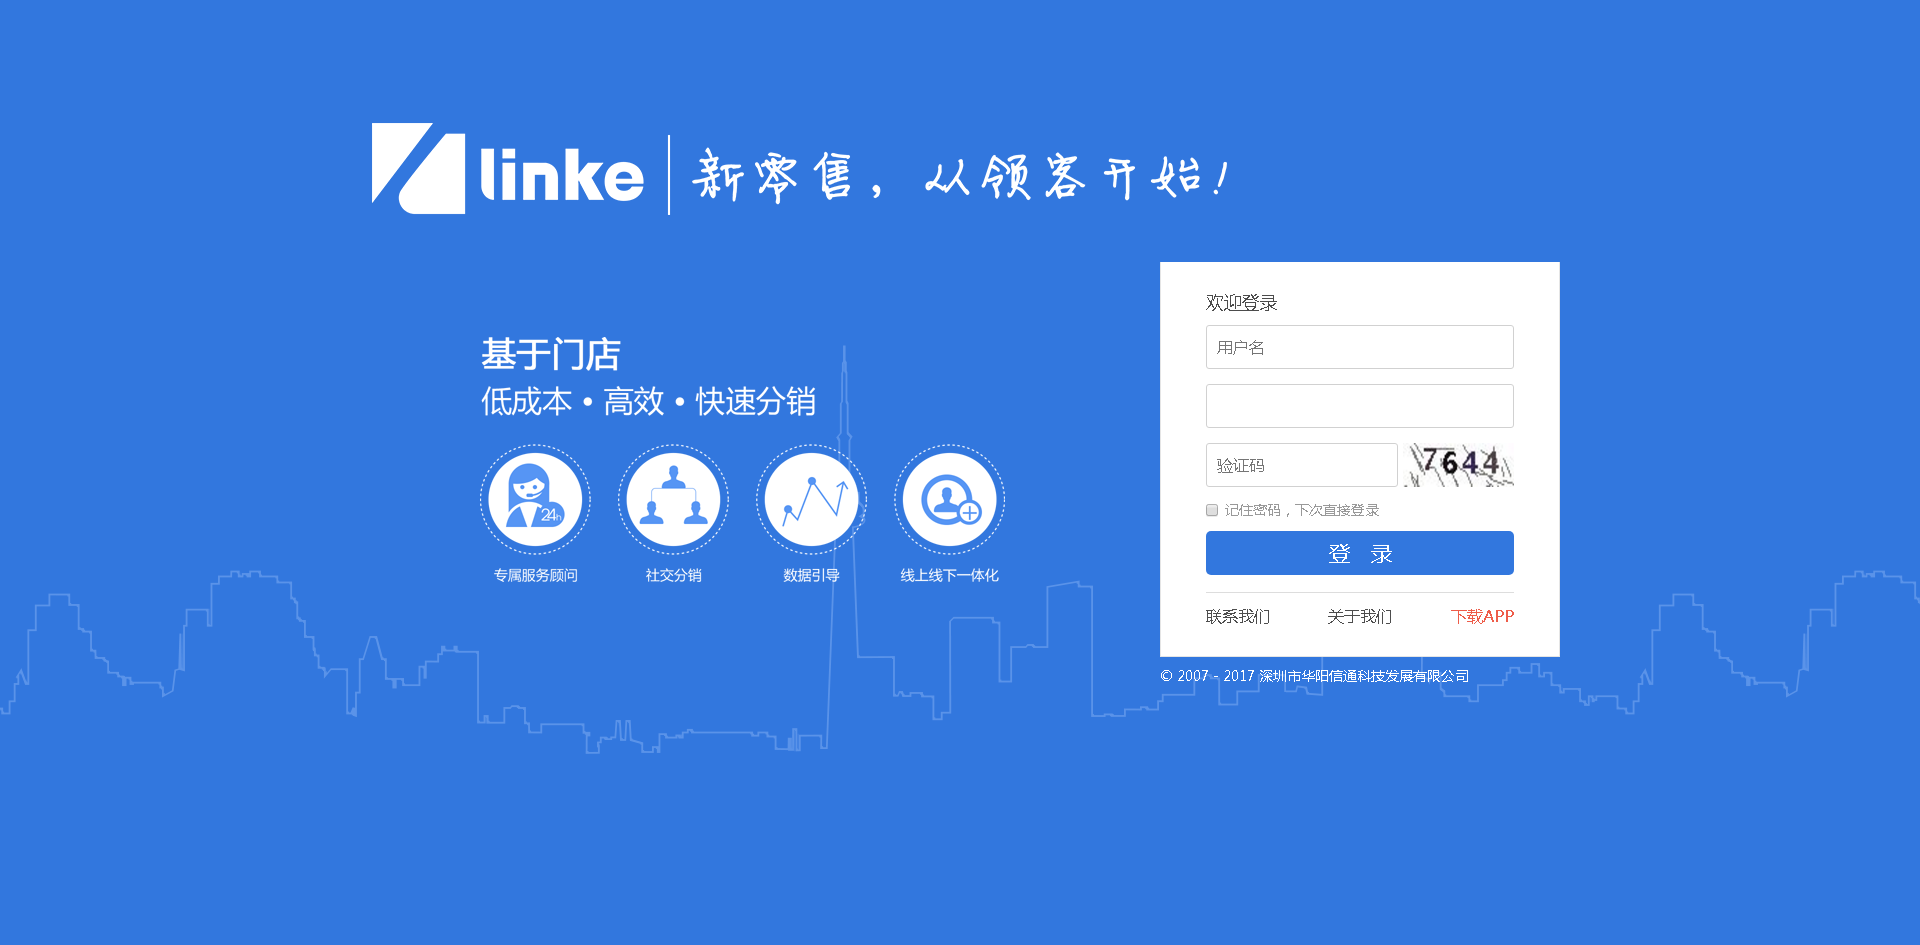 linke
新零售，从领客开始！
基于门店
低成本·高效·快速分销
24h
专属服务顾问
社交分销
数据引导
线上线下一体化
欢迎登录
用户名
验证码
7644
记住密码，下次直接登录
登 录
联系我们
关于我们
下载APP
© 2007 - 2017 深圳市华阳信通科技发展有限公司